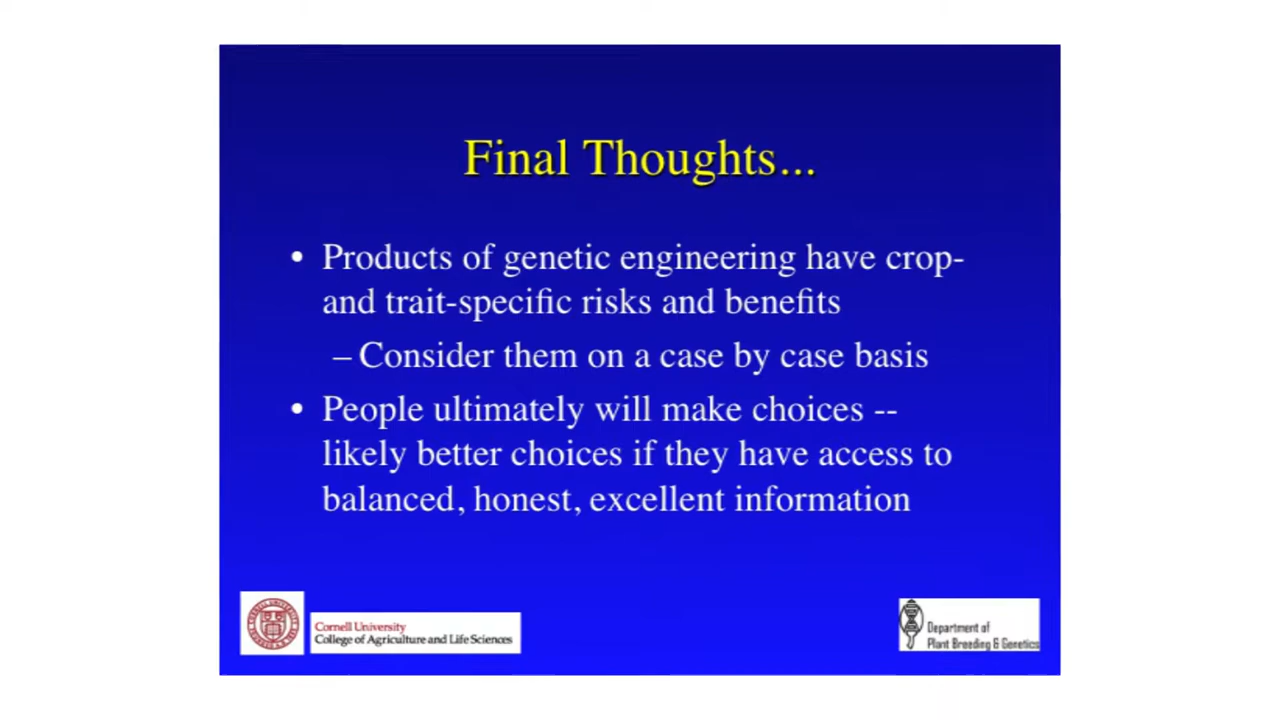 Final Thoughts...
• Products of genetic engineering have crop-
and trait-specific risks and benefits
– Consider them on a case by case basis
• People ultimately will make choices --
likely better choices if they have access to
balanced, honest, excellent information
Cornell University
College of Agriculture and Life Sciences
Department of
Plant Breeding & Genetics